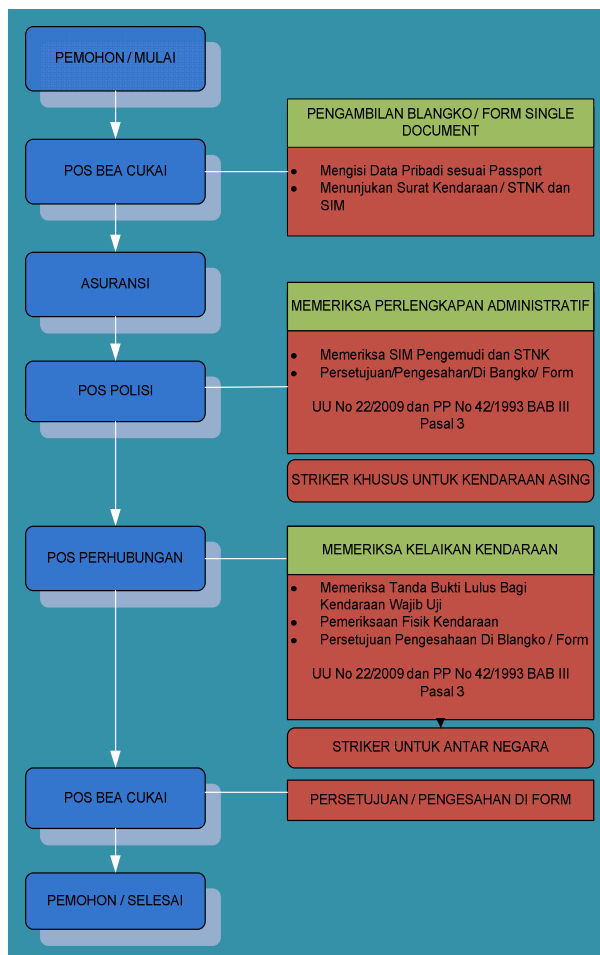 PEMOHON / MULAI
PENGAMBILAN BLANGKO / FORM SINGLE
DOCUMENT
POS BEA CUKAI
● Mengisi Data Pribadi sesuai Passport
● Menunjukan Surat Kendaraan / STNK dan
SIM
ASURANSI
MEMERIKSA PERLENGKAPAN ADMINISTRATIF
POS POLISI
● Memeriksa SIM Pengemudi dan STNK
● Persetujuan/Pengesahan/Di Bangko/ Form
UU No 22/2009 dan PP No 42/1993 BAB III
Pasal 3
STRIKER KHUSUS UNTUK KENDARAAN ASING
POS PERHUBUNGAN
MEMERIKSA KELAIKAN KENDARAAN
● Memeriksa Tanda Bukti Lulus Bagi
Kendaraan Wajib Uji
● Pemeriksaan Fisik Kendaraan
● Persetujuan Pengesahaan Di Blangko / Form
UU No 22/2009 dan PP No 42/1993 BAB III
Pasal 3
STRIKER UNTUK ANTAR NEGARA
POS BEA CUKAI
PERSETUJUAN / PENGESAHAN DI FORM
PEMOHON / SELESAI